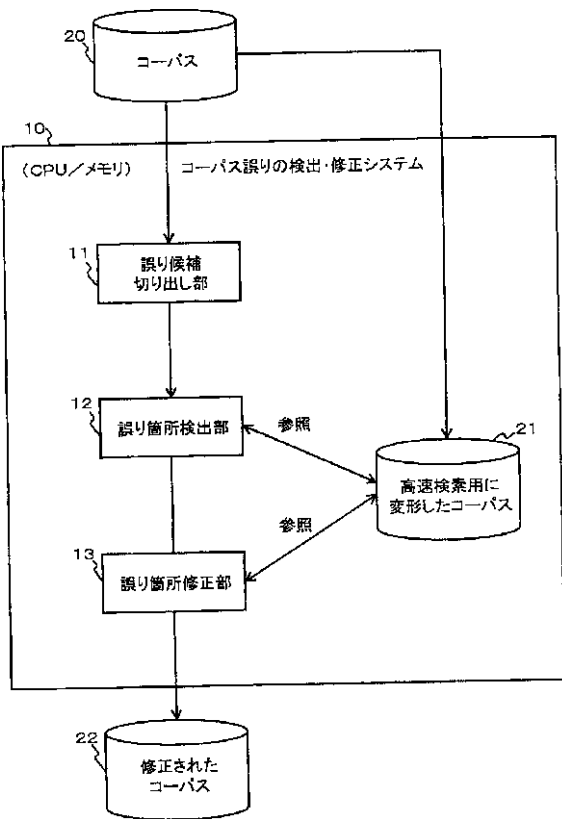 20
コーパス
10
(CPU/メモリ)
コーパス誤りの検出・修正システム
11
誤り候補
切り出し部
12
誤り箇所検出部
参照
21
高速検索用に
変形したコーパス
参照
13
誤り箇所修正部
22
修正された
コーパス